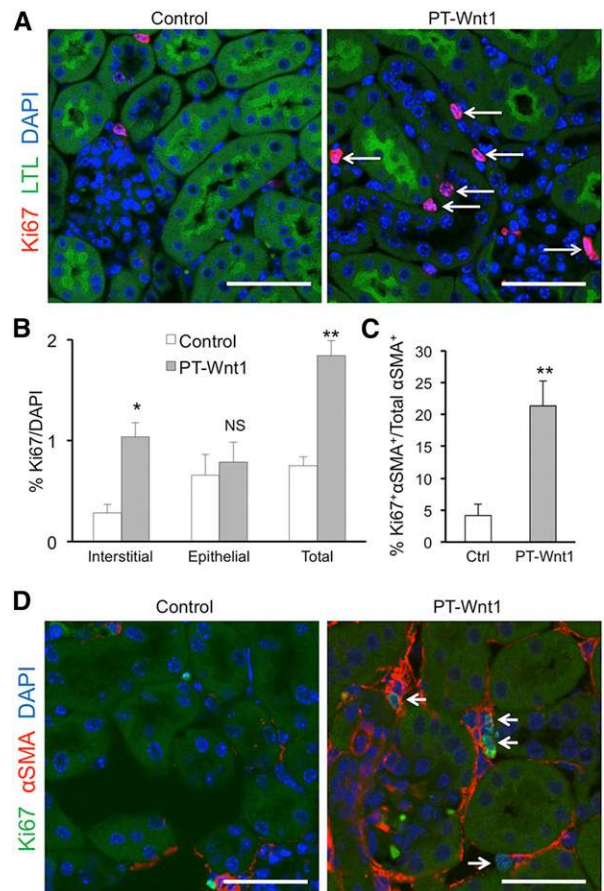 A
Control
PT-Wnt1
Ki67 LTL DAPI
B
% Ki67/DAPI
2
1
0
Control
PT-Wnt1
*
NS
**
Interstitial
Epithelial
Total
C
% Ki67⁺αSMA⁺/Total αSMA⁺
30
25
20
15
10
5
0
**
Ctrl
PT-Wnt1
D
Control
PT-Wnt1
Ki67 αSMA DAPI